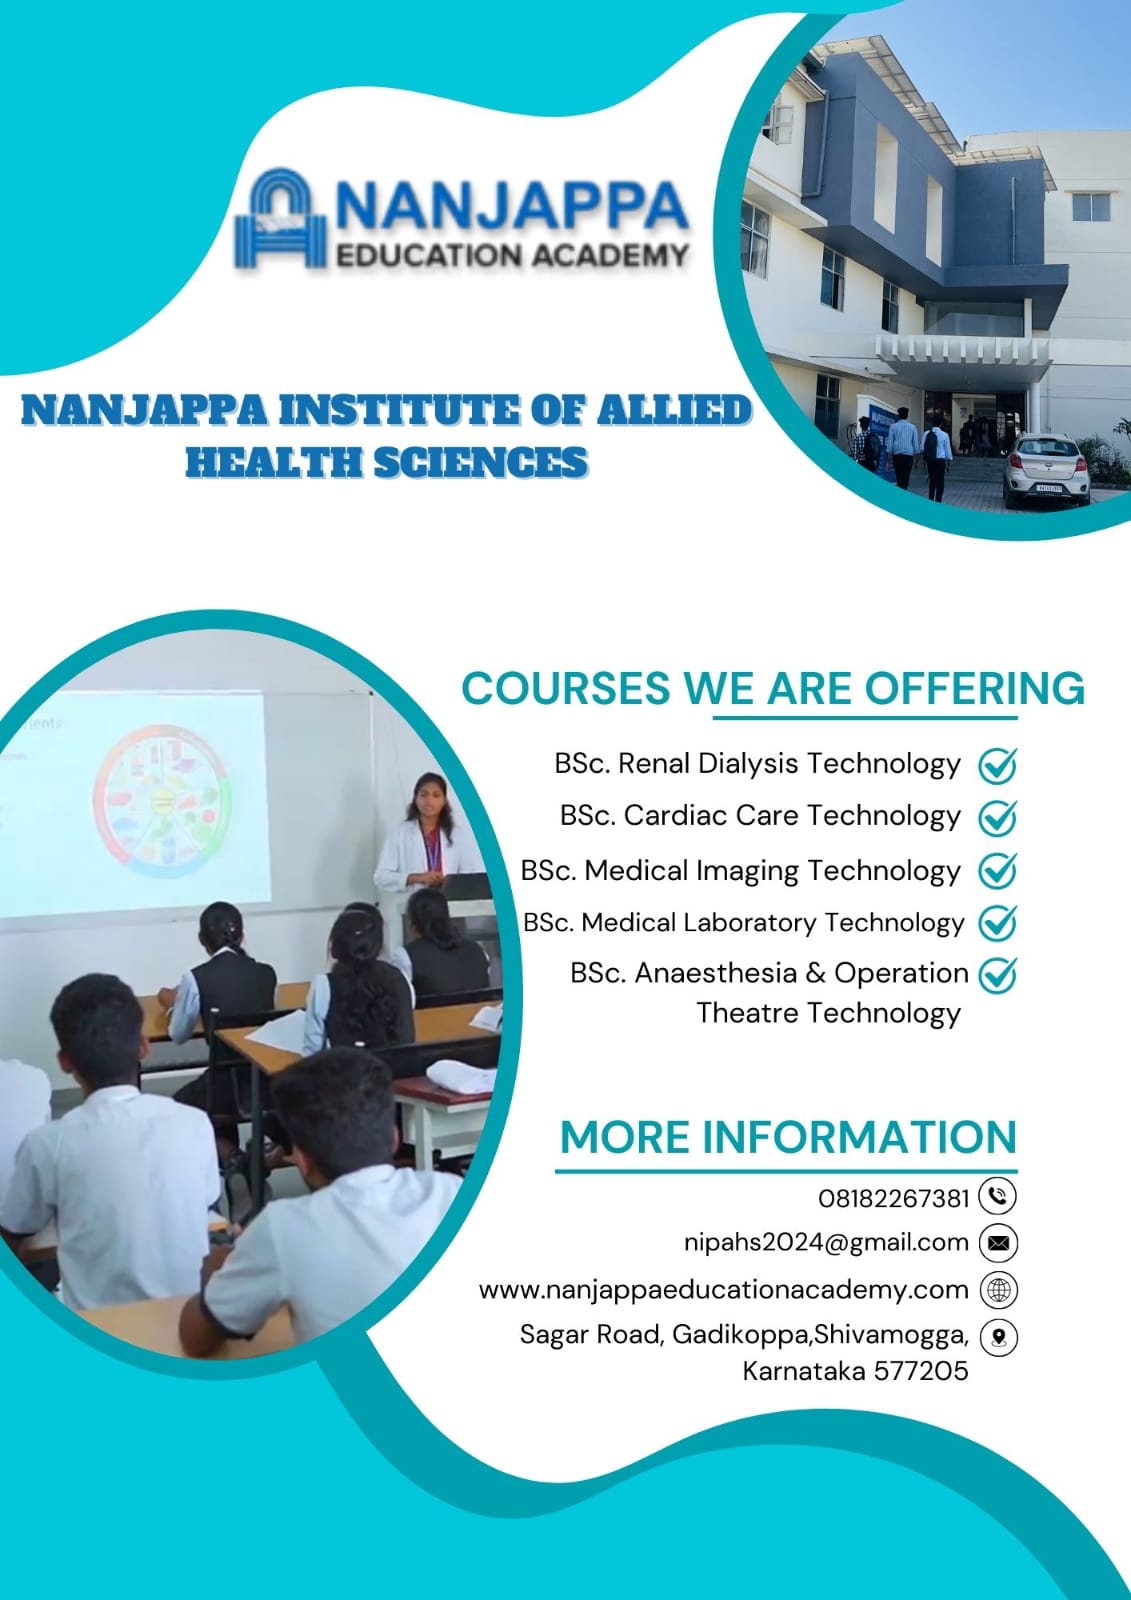 NANJAPPA
EDUCATION ACADEMY
NANJAPPA INSTITUTE OF ALLIED
HEALTH SCIENCES
COURSES WE ARE OFFERING
BSc. Renal Dialysis Technology
BSc. Cardiac Care Technology
BSc. Medical Imaging Technology
BSc. Medical Laboratory Technology
BSc. Anaesthesia & Operation
Theatre Technology
MORE INFORMATION
08182267381
nipahs2024@gmail.com
www.nanjappaeducationacademy.com
Sagar Road, Gadikoppa,Shivamogga,
Karnataka 577205